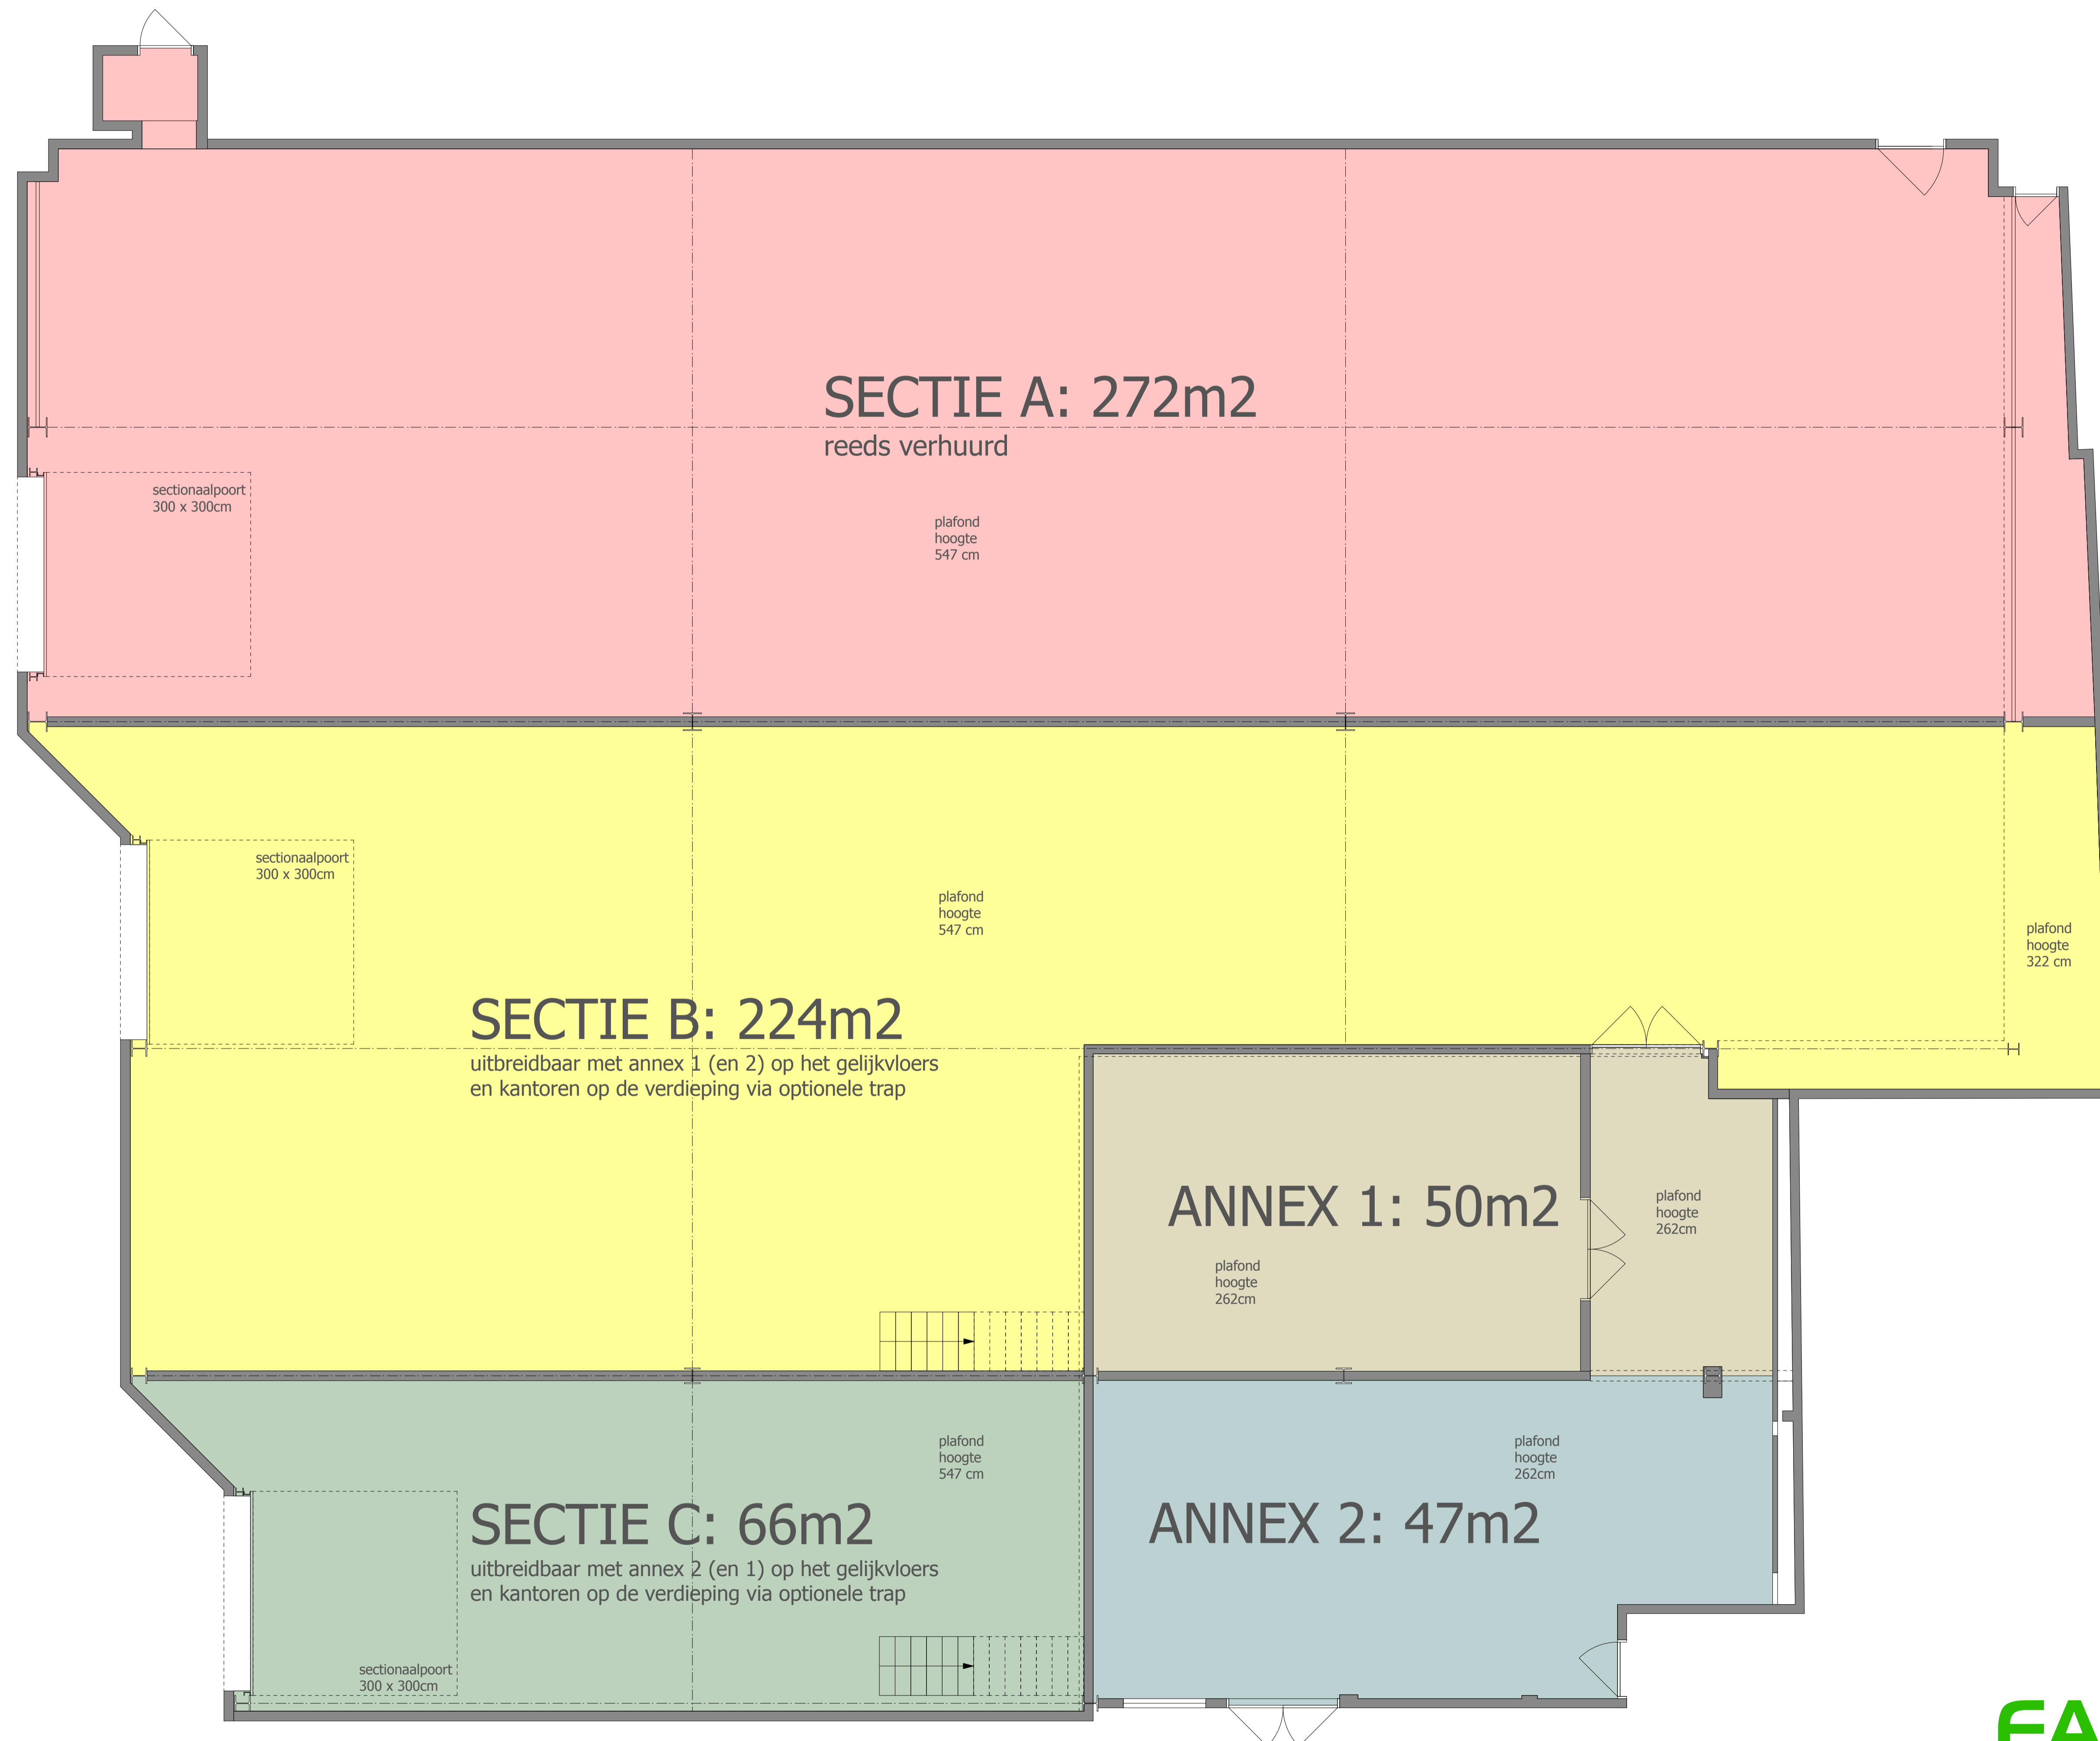 SECTIE A: 272m2
reeds verhuurd
sectionaalpoort
300 x 300cm
plafond
hoogte
547 cm
sectionaalpoort
300 x 300cm
plafond
hoogte
547 cm
plafond
hoogte
322 cm
SECTIE B: 224m2
uitbreidbaar met annex 1 (en 2) op het gelijkvloers
en kantoren op de verdieping via optionele trap
ANNEX 1: 50m2
plafond
hoogte
262cm
plafond
hoogte
262cm
plafond
hoogte
547 cm
plafond
hoogte
262cm
SECTIE C: 66m2
uitbreidbaar met annex 2 (en 1) op het gelijkvloers
en kantoren op de verdieping via optionele trap
ANNEX 2: 47m2
sectionaalpoort
300 x 300cm